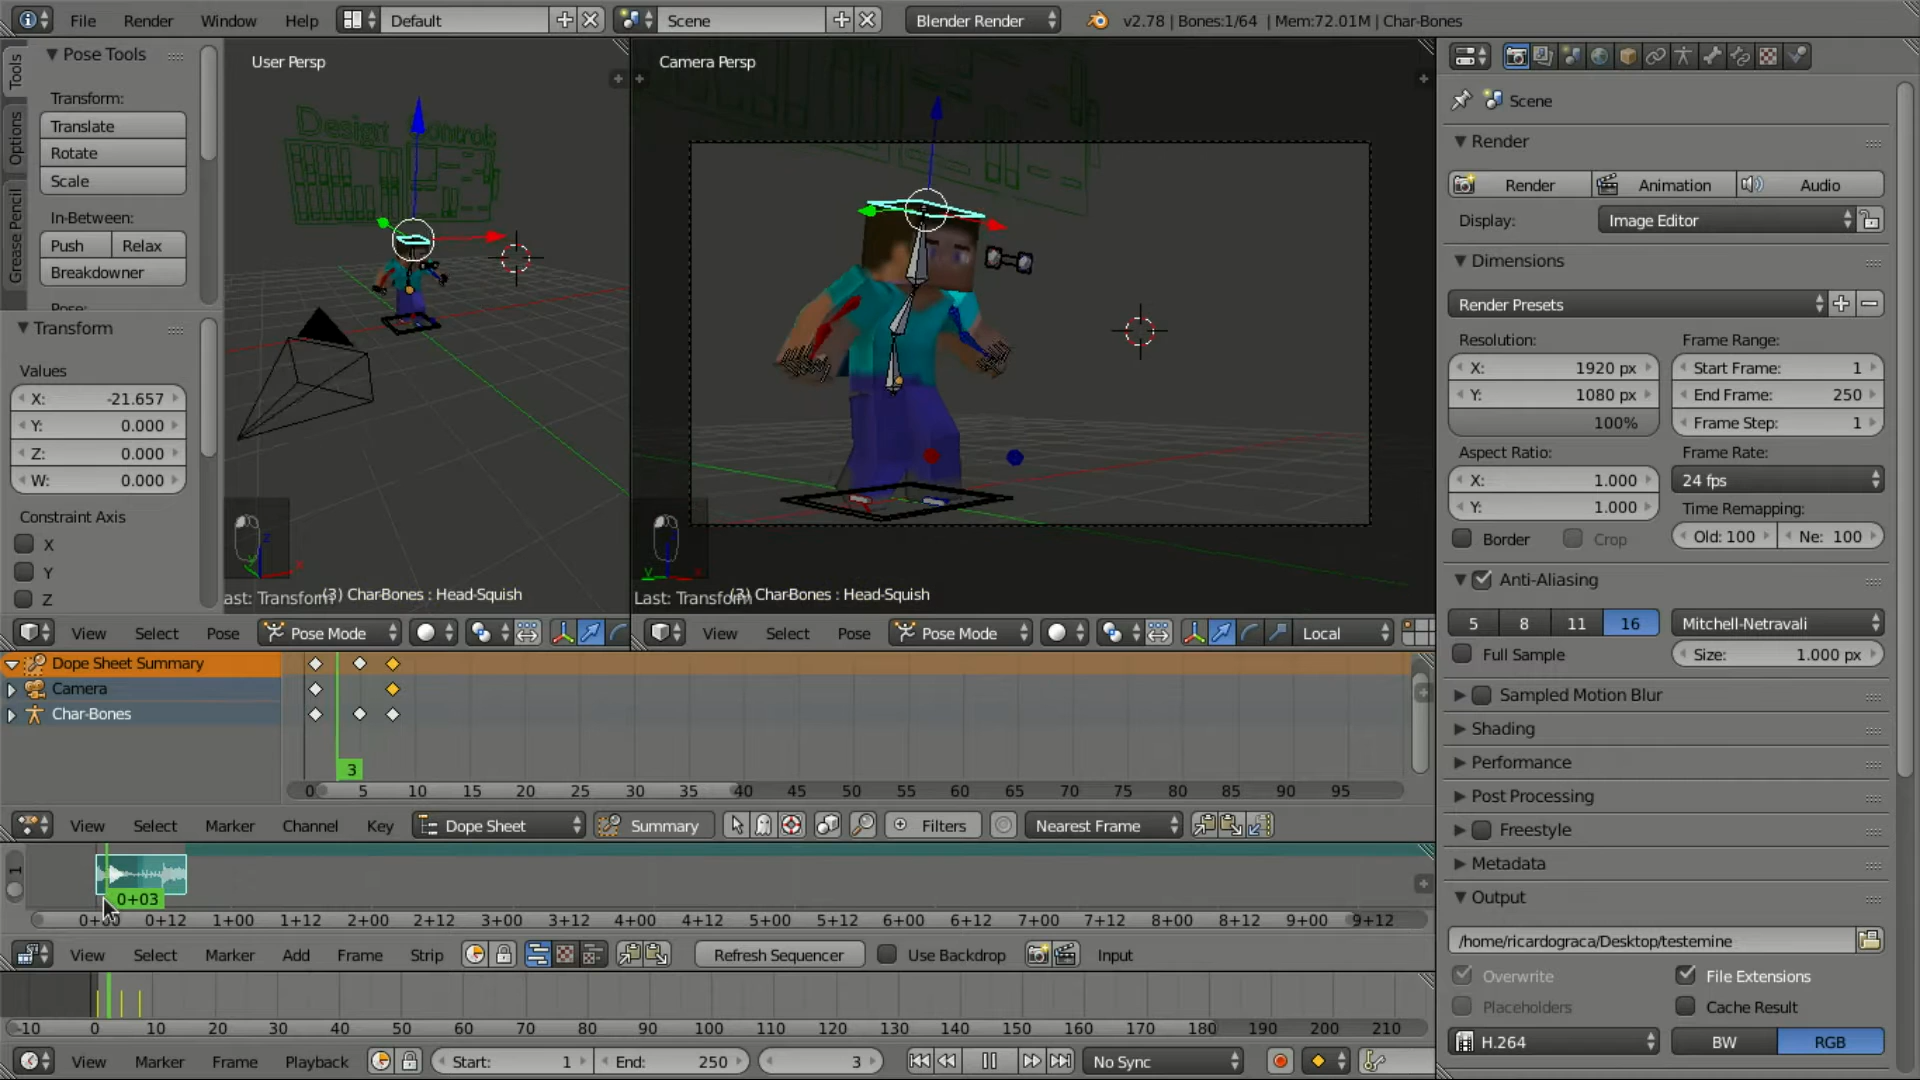 File Render Window Help Default Scene Blender Render v2.78 | Bones:1/64 | Mem:72.01M | Char-Bones
Tools
Options
Grease Pencil
Pose Tools
Transform:
Translate
Rotate
Scale
In-Between:
Push Relax
Breakdowner
Pose:
Transform
Values
X: -21.657
Y: 0.000
Z: 0.000
W: 0.000
Constraint Axis
X
Y
Z
User Persp
Design Controls
ast: Transform (3) Char-Bones : Head-Squish
View Select Pose Pose Mode
Camera Persp
Last: Transform (3) Char-Bones : Head-Squish
View Select Pose Pose Mode Local
Dope Sheet Summary
Camera
Char-Bones
3
0 5 10 15 20 25 30 35 40 45 50 55 60 65 70 75 80 85 90 95
View Select Marker Channel Key Dope Sheet Summary Filters Nearest Frame
1
0+03
0+00 0+12 1+00 1+12 2+00 2+12 3+00 3+12 4+00 4+12 5+00 5+12 6+00 6+12 7+00 7+12 8+00 8+12 9+00 9+12
View Select Marker Add Frame Strip Refresh Sequencer Use Backdrop Input
-10 0 10 20 30 40 50 60 70 80 90 100 110 120 130 140 150 160 170 180 190 200 210
View Marker Frame Playback Start: 1 End: 250 3 No Sync
Scene
Render
Render Animation Audio
Display: Image Editor
Dimensions
Render Presets
Resolution: Frame Range:
X: 1920 px Start Frame: 1
Y: 1080 px End Frame: 250
100% Frame Step: 1
Aspect Ratio: Frame Rate:
X: 1.000 24 fps
Y: 1.000 Time Remapping:
Border Crop Old: 100 Ne: 100
Anti-Aliasing
5 8 11 16 Mitchell-Netravali
Full Sample Size: 1.000 px
Sampled Motion Blur
Shading
Performance
Post Processing
Freestyle
Metadata
Output
/home/ricardograca/Desktop/testemine
Overwrite File Extensions
Placeholders Cache Result
H.264 BW RGB